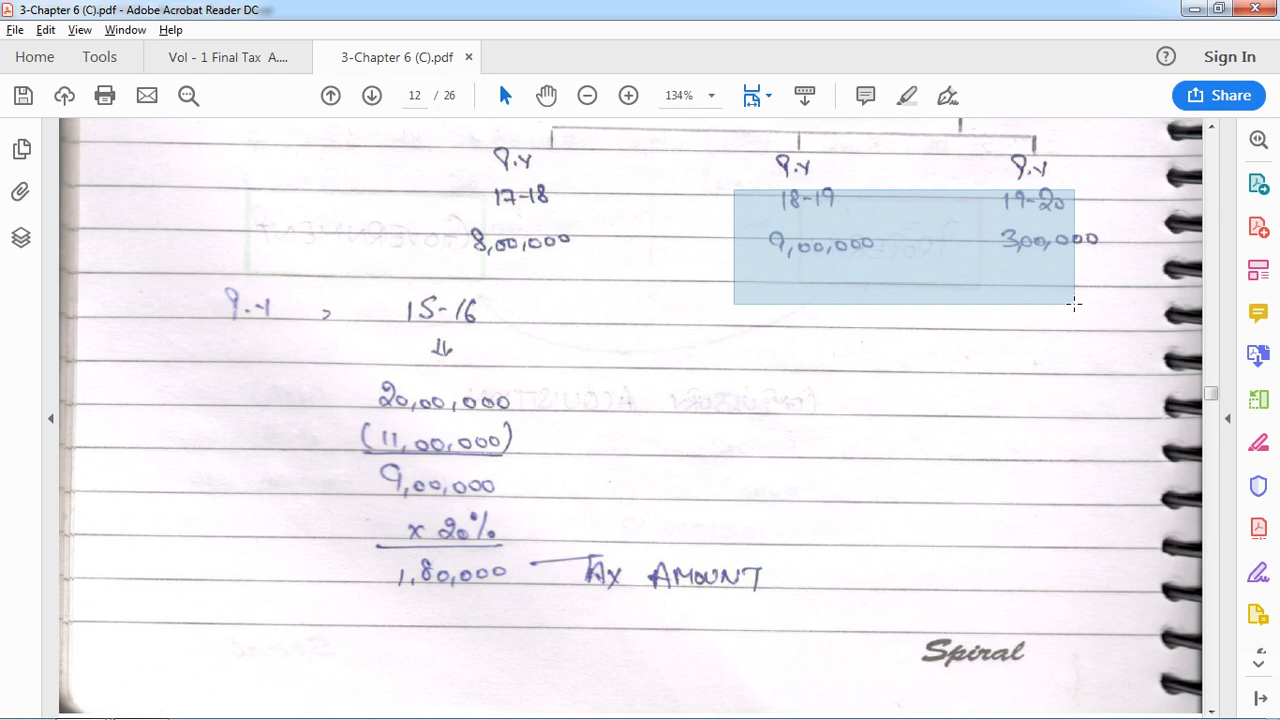 3-Chapter 6 (C).pdf - Adobe Acrobat Reader DC
File Edit View Window Help
Home Tools Vol - 1 Final Tax A.... 3-Chapter 6 (C).pdf × Sign In
12 / 26 134% Share
P.Y P.Y P.Y
17-18 18-19 19-20
8,00,000 9,00,000 3,00,000
P.Y > 15-16
20,00,000
(11,00,000)
9,00,000
x 20%
1,80,000 — TAX AMOUNT
Spiral